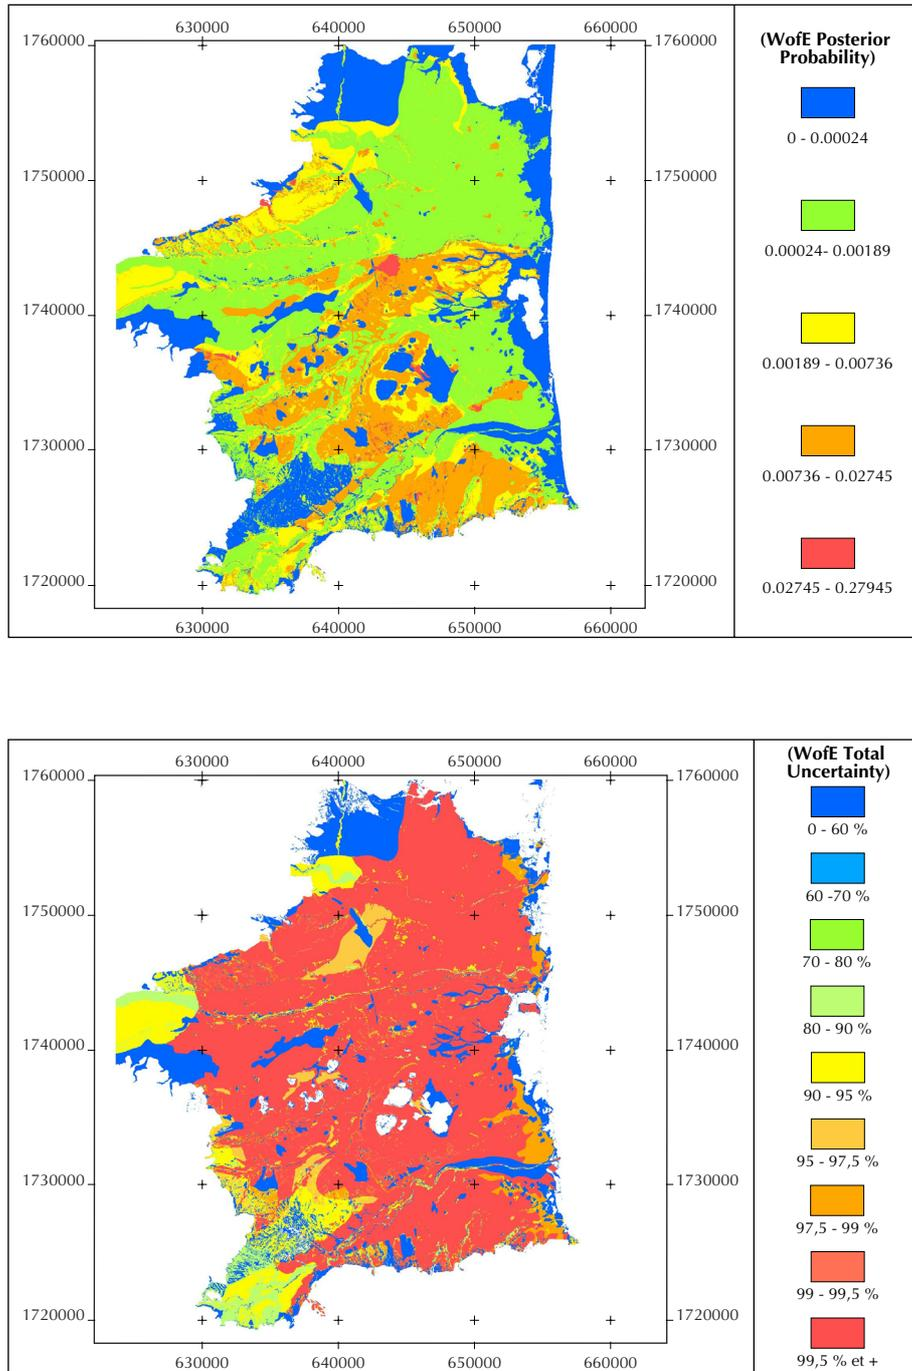 630000 640000 650000 660000
1760000 1760000
1750000 1750000
1740000 1740000
1730000 1730000
1720000 1720000
630000 640000 650000 660000
(WofE Posterior
Probability)
0 - 0.00024
0.00024- 0.00189
0.00189 - 0.00736
0.00736 - 0.02745
0.02745 - 0.27945
630000 640000 650000 660000
1760000 1760000
1750000 1750000
1740000 1740000
1730000 1730000
1720000 1720000
630000 640000 650000 660000
(WofE Total
Uncertainty)
0 - 60 %
60 -70 %
70 - 80 %
80 - 90 %
90 - 95 %
95 - 97,5 %
97,5 - 99 %
99 - 99,5 %
99,5 % et +